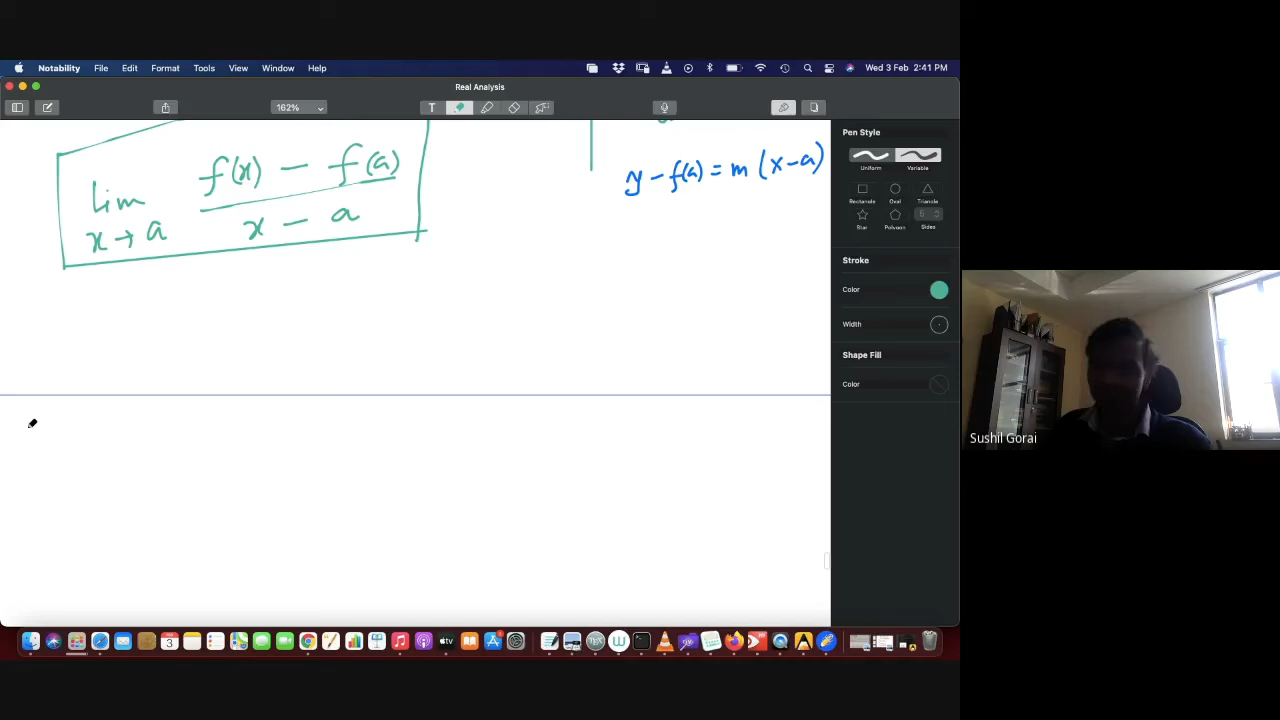 Notability File Edit Format Tools View Window Help Wed 3 Feb 2:41 PM
Real Analysis
162%
T
Pen Style
Uniform Variable
Rectangle Oval Triangle
Star Polygon 6 Sides
Stroke
Color
Width
Shape Fill
Color
lim x→a f(x) − f(a)
x − a
y − f(a) = m (x−a)
Sushil Gorai